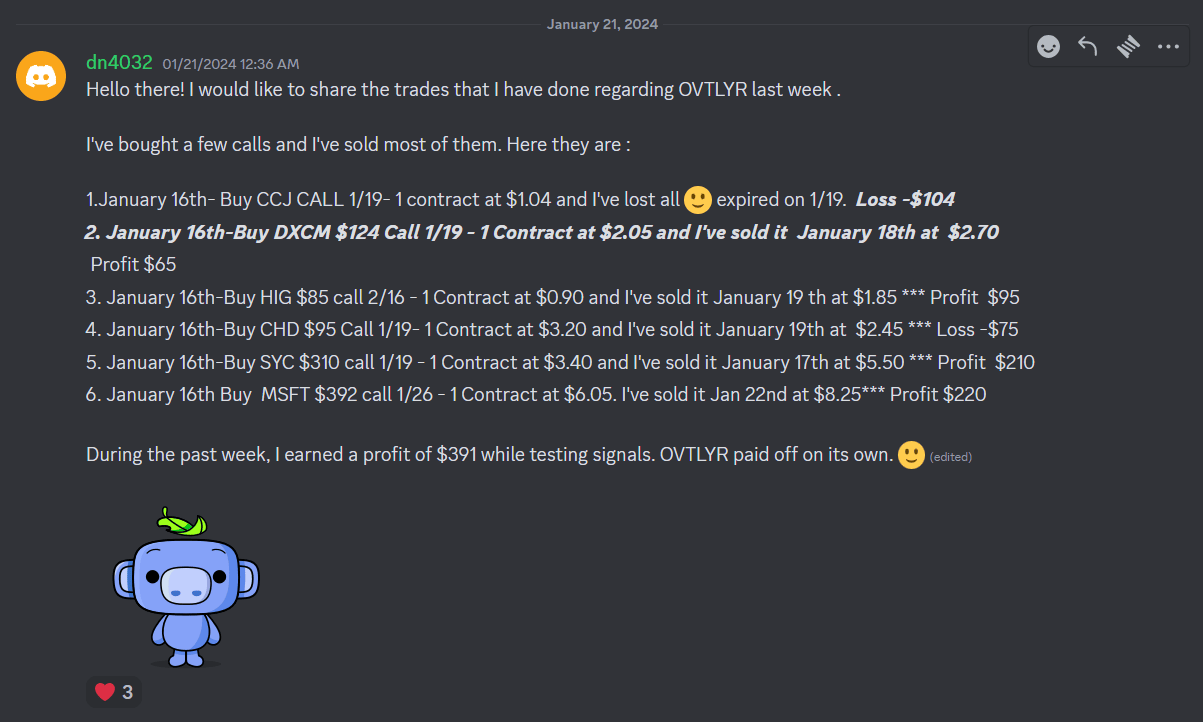 January 21, 2024
dn4032 01/21/2024 12:36 AM
Hello there! I would like to share the trades that I have done regarding OVTLYR last week .
I've bought a few calls and I've sold most of them. Here they are :
1.January 16th- Buy CCJ CALL 1/19- 1 contract at $1.04 and I've lost all 🙂 expired on 1/19. Loss -$104
2. January 16th-Buy DXCM $124 Call 1/19 - 1 Contract at $2.05 and I've sold it January 18th at $2.70
Profit $65
3. January 16th-Buy HIG $85 call 2/16 - 1 Contract at $0.90 and I've sold it January 19 th at $1.85 *** Profit $95
4. January 16th-Buy CHD $95 Call 1/19- 1 Contract at $3.20 and I've sold it January 19th at $2.45 *** Loss -$75
5. January 16th-Buy SYC $310 call 1/19 - 1 Contract at $3.40 and I've sold it January 17th at $5.50 *** Profit $210
6. January 16th Buy MSFT $392 call 1/26 - 1 Contract at $6.05. I've sold it Jan 22nd at $8.25*** Profit $220
During the past week, I earned a profit of $391 while testing signals. OVTLYR paid off on its own. 🙂 (edited)
3